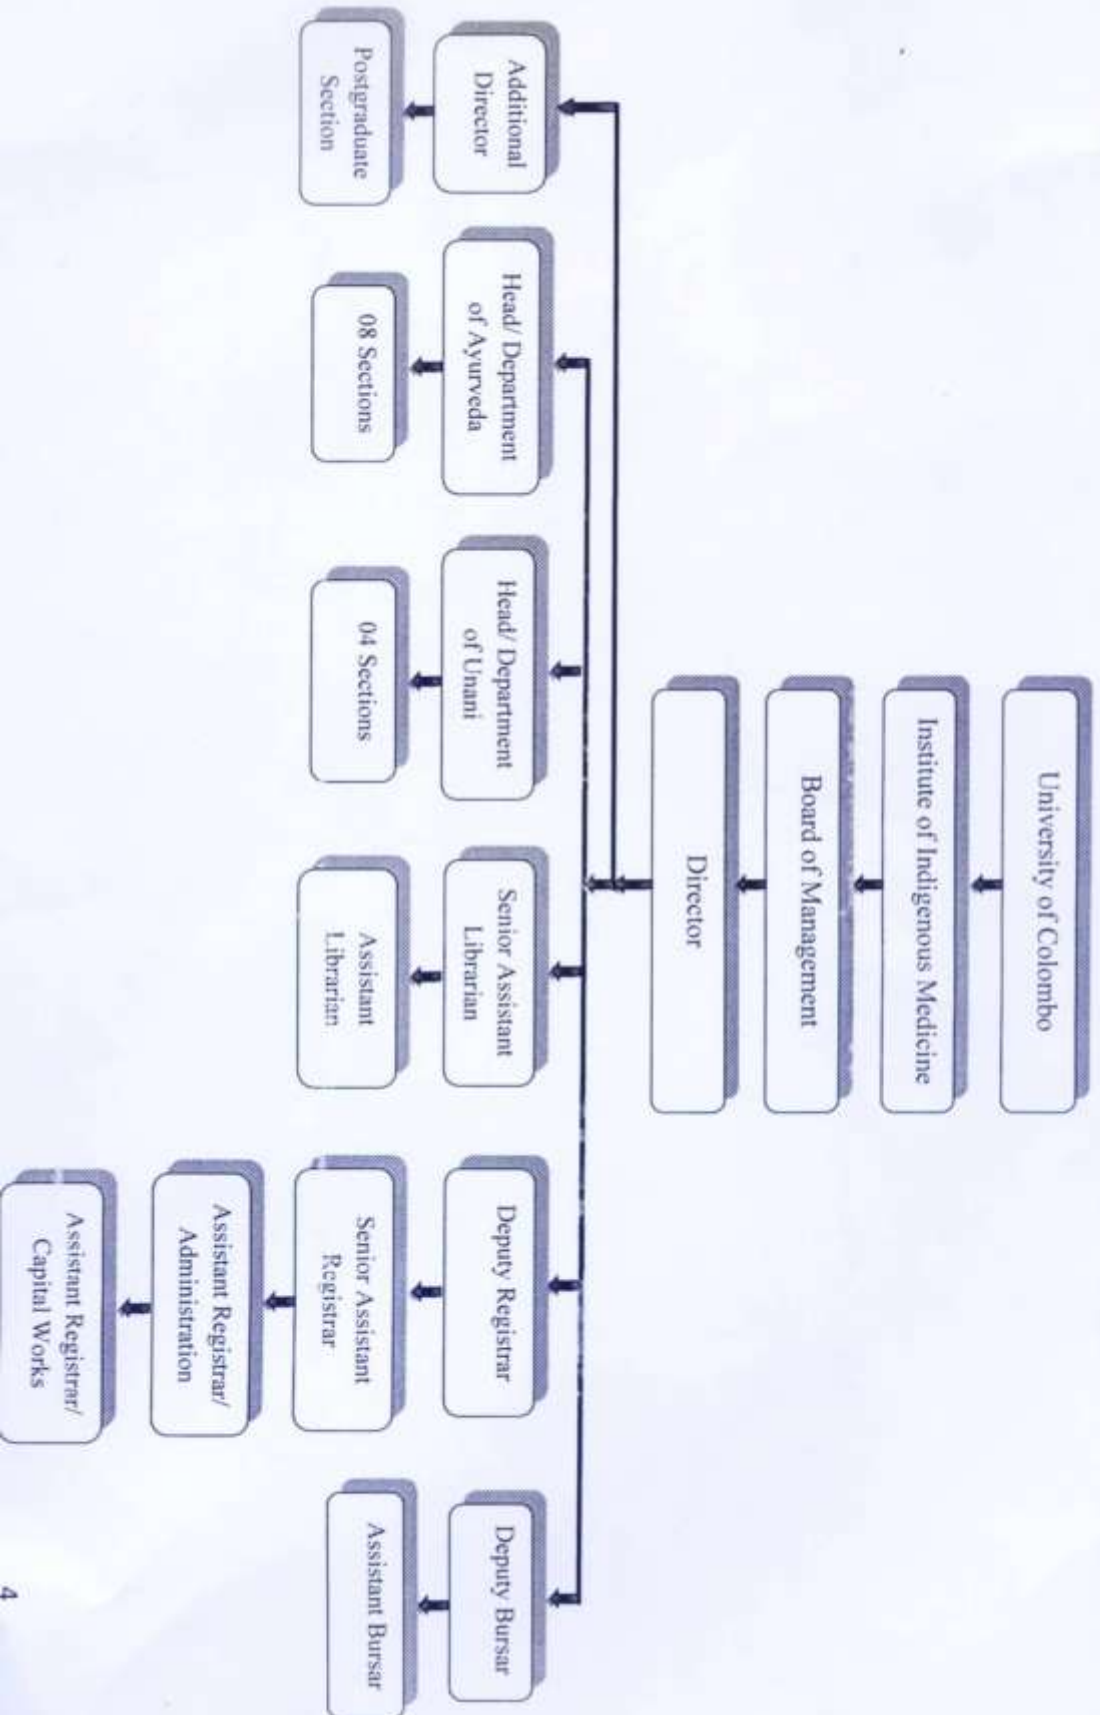 University of Colombo
Institute of Indigenous Medicine
Board of Management
Director
Additional
Director
Head/ Department
of Ayurveda
Head/ Department
of Unani
Senior Assistant
Librarian
Deputy Registrar
Deputy Bursar
Postgraduate
Section
08 Sections
04 Sections
Assistant
Librarian
Senior Assistant
Registrar
Assistant Bursar
Assistant Registrar/
Administration
Assistant Registrar/
Capital Works
4